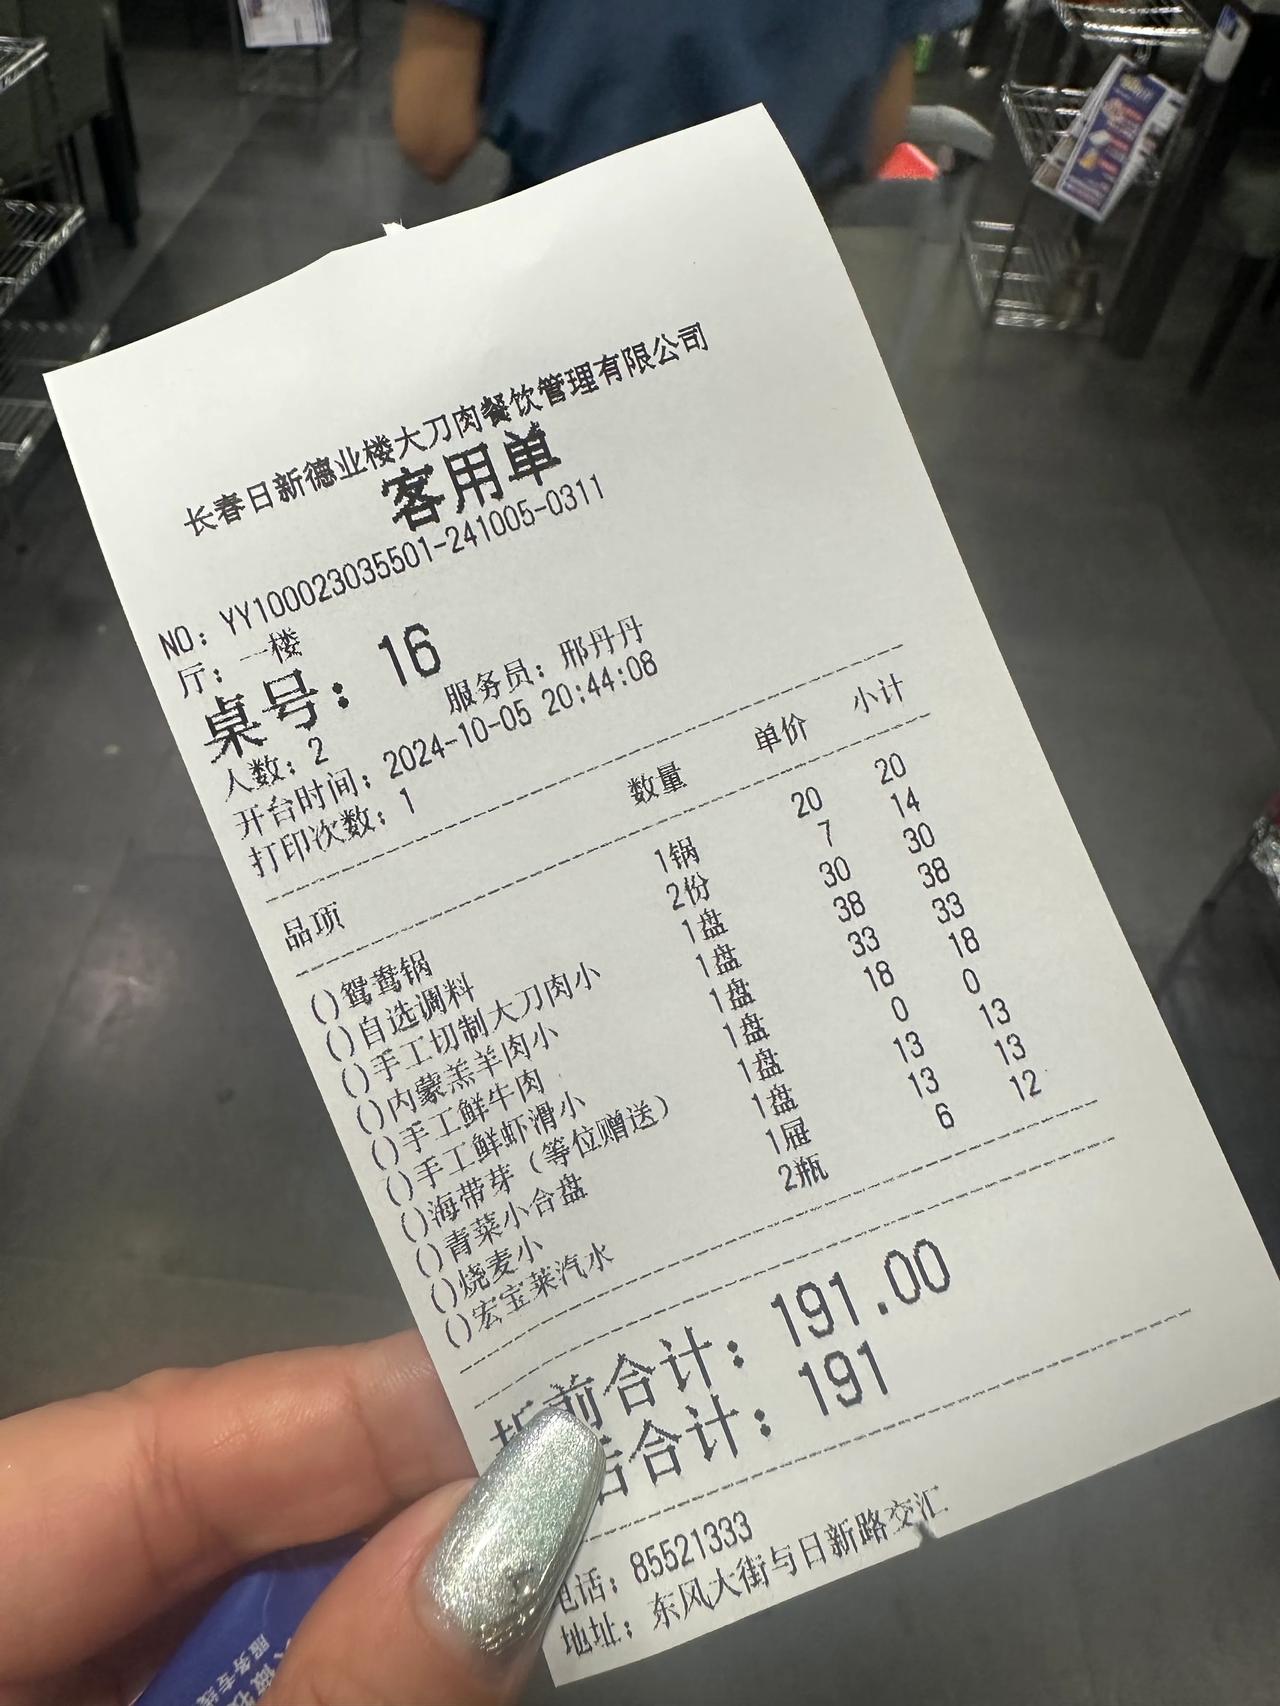 长春日新德业楼大刀肉餐饮管理有限公司
客用单
NO: YY100023035501-241005-0311
厅: 一楼
桌号: 16
人数: 2 服务员: 邢丹丹
开台时间: 2024-10-05 20:44:08
打印次数: 1
品项 数量 单价 小计
()鸳鸯锅 1锅 20 20
()自选调料 2份 7 14
()手工切制大刀肉小 1盘 30 30
()内蒙羔羊肉小 1盘 38 38
()手工鲜牛肉 1盘 33 33
()手工鲜虾滑小 1盘 18 18
()海带芽（等位赠送） 1盘 0 0
()青菜小合盘 1盘 13 13
()烧麦小 1屉 13 13
()宏宝莱汽水 2瓶 6 12
折前合计: 191.00
后合计: 191
电话: 85521333
地址: 东风大街与日新路交汇
服务专线